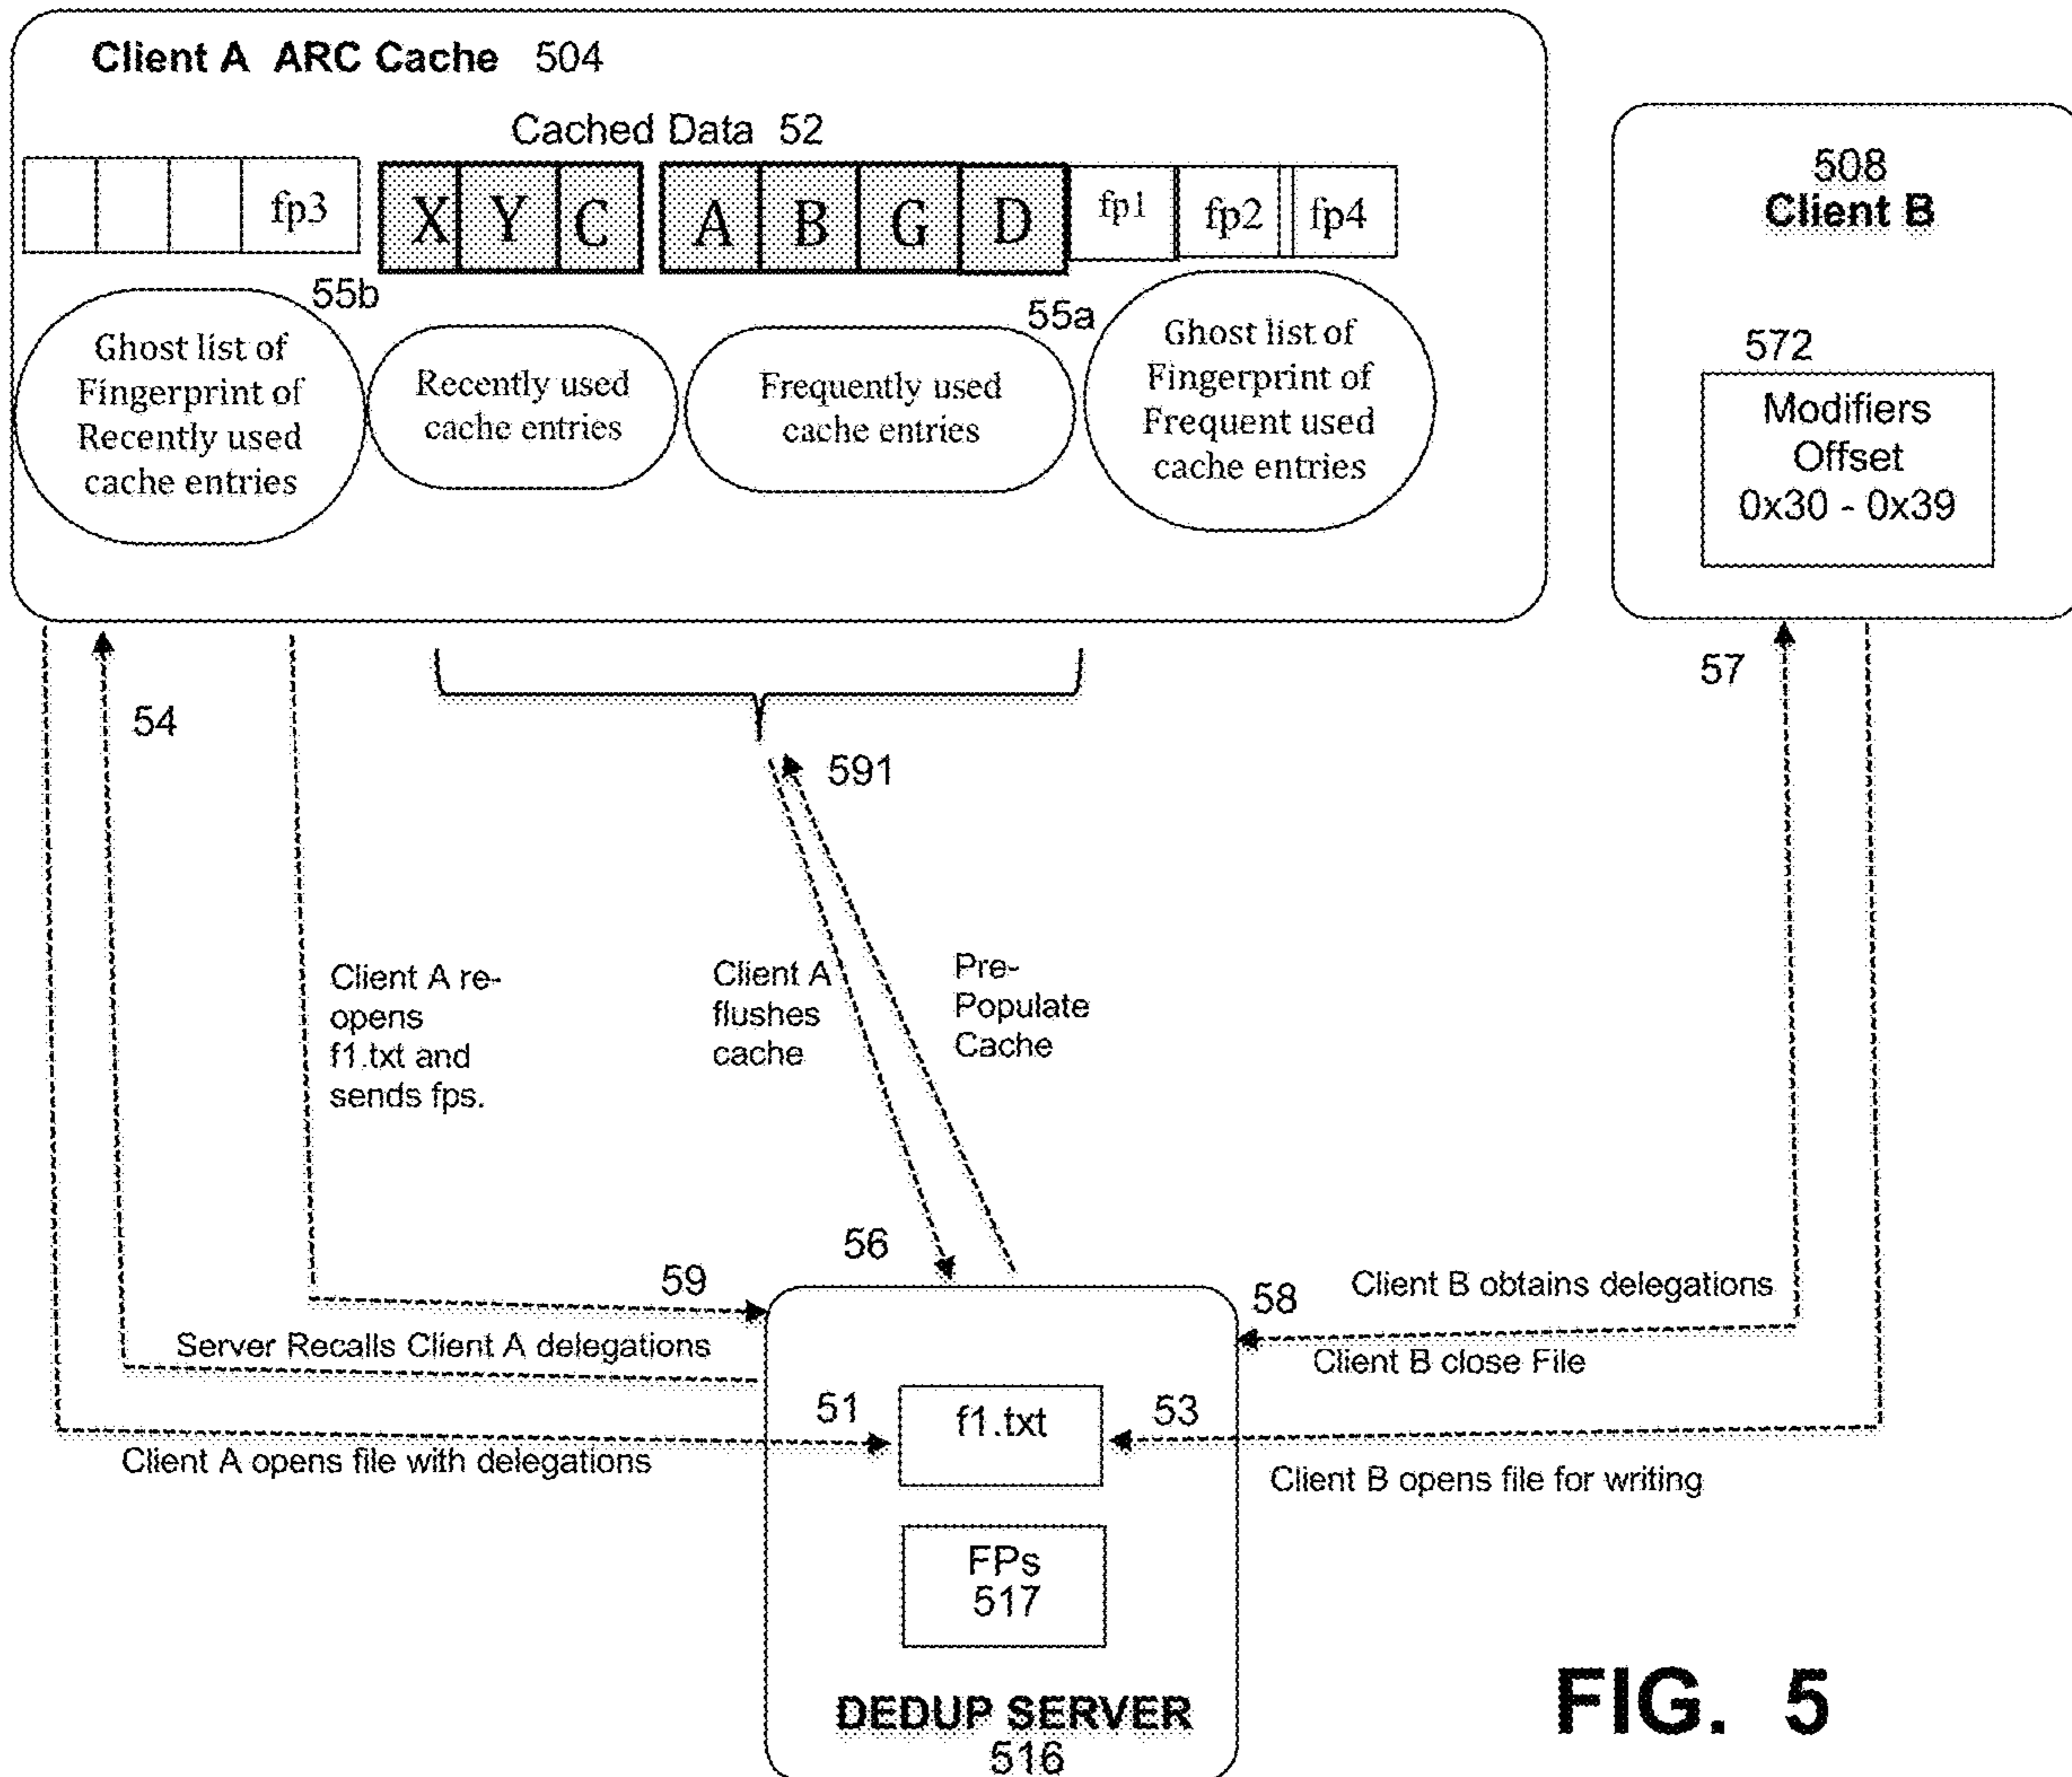 Client A ARC Cache 504
Cached Data 52
fp3
X Y C
A B G D
fp1 fp2 fp4
55b
55a
Ghost list of
Fingerprint of
Recently used
cache entries
Recently used
cache entries
Frequently used
cache entries
Ghost list of
Fingerprint of
Frequent used
cache entries
508
Client B
572
Modifiers
Offset
0x30 - 0x39
54
57
591
Client A re-
opens
f1.txt and
sends fps.
Client A
flushes
cache
Pre-
Populate
Cache
56
59
58
Client B obtains delegations
Server Recalls Client A delegations
Client B close File
51
f1.txt
53
Client A opens file with delegations
Client B opens file for writing
FPs
517
DEDUP SERVER
516
FIG. 5